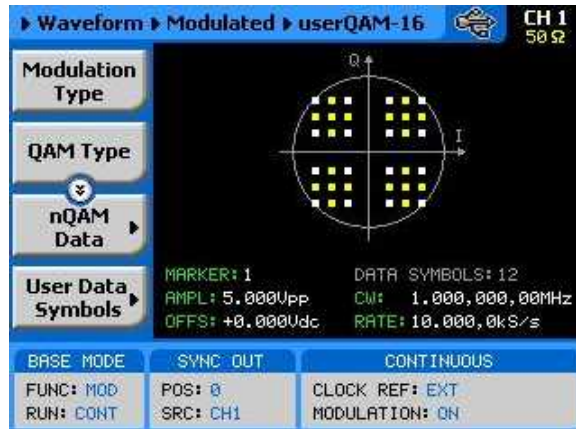 Waveform Modulated userQAM-16 CH 1
50 Ω
Modulation
Type
QAM Type
nQAM
Data
User Data
Symbols
Q
I
MARKER: 1 DATA SYMBOLS: 12
AMPL: 5.000Vpp CW: 1.000,000,00MHz
OFFS: +0.000Vdc RATE: 10.000,0kS/s
BASE MODE SYNC OUT CONTINUOUS
FUNC: MOD POS: 0 CLOCK REF: EXT
RUN: CONT SRC: CH1 MODULATION: ON